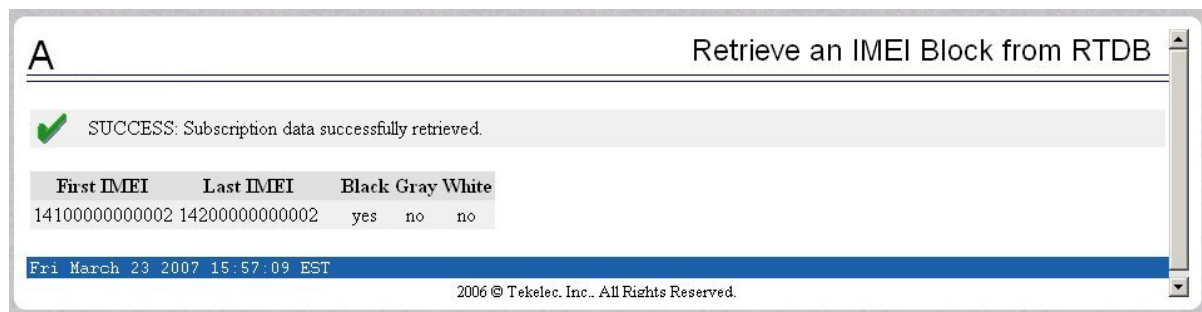 A
Retrieve an IMEI Block from RTDB
SUCCESS: Subscription data successfully retrieved.
First IMEI Last IMEI Black Gray White
14100000000002 14200000000002 yes no no
Fri March 23 2007 15:57:09 EST
2006 © Tekelec, Inc., All Rights Reserved.